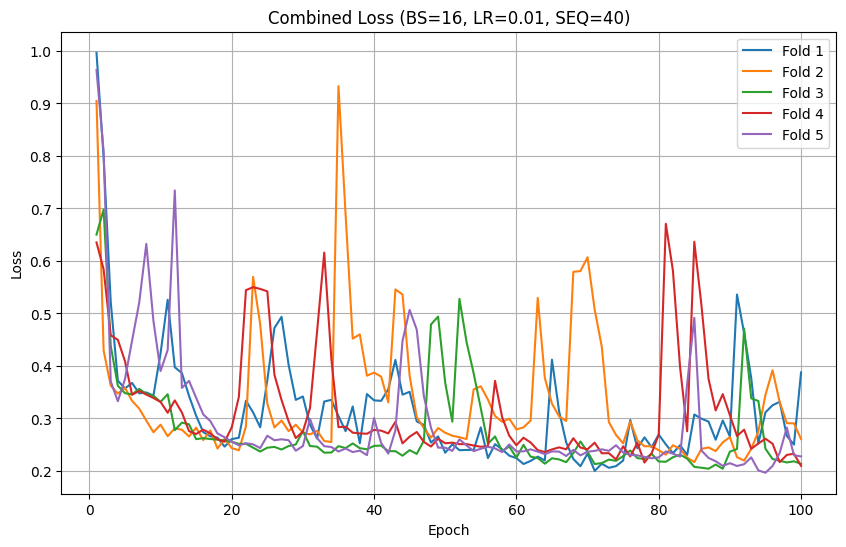 Combined Loss (BS=16, LR=0.01, SEQ=40)
Loss
1.0
0.9
0.8
0.7
0.6
0.5
0.4
0.3
0.2
Fold 1
Fold 2
Fold 3
Fold 4
Fold 5
0 20 40 60 80 100
Epoch